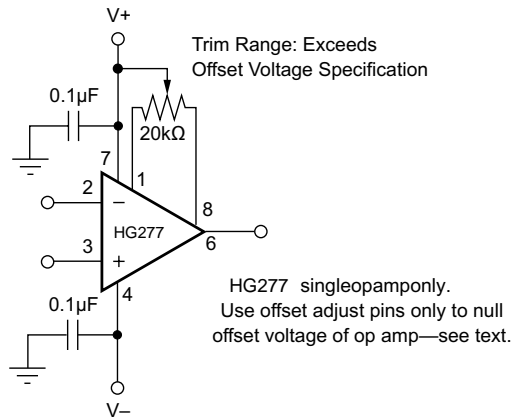 V+
Trim Range: Exceeds
Offset Voltage Specification
0.1µF
20kΩ
7
1
2
−
8
HG277
6
3
+
4
0.1µF
HG277 singleopamponly.
Use offset adjust pins only to null
offset voltage of op amp—see text.
V–